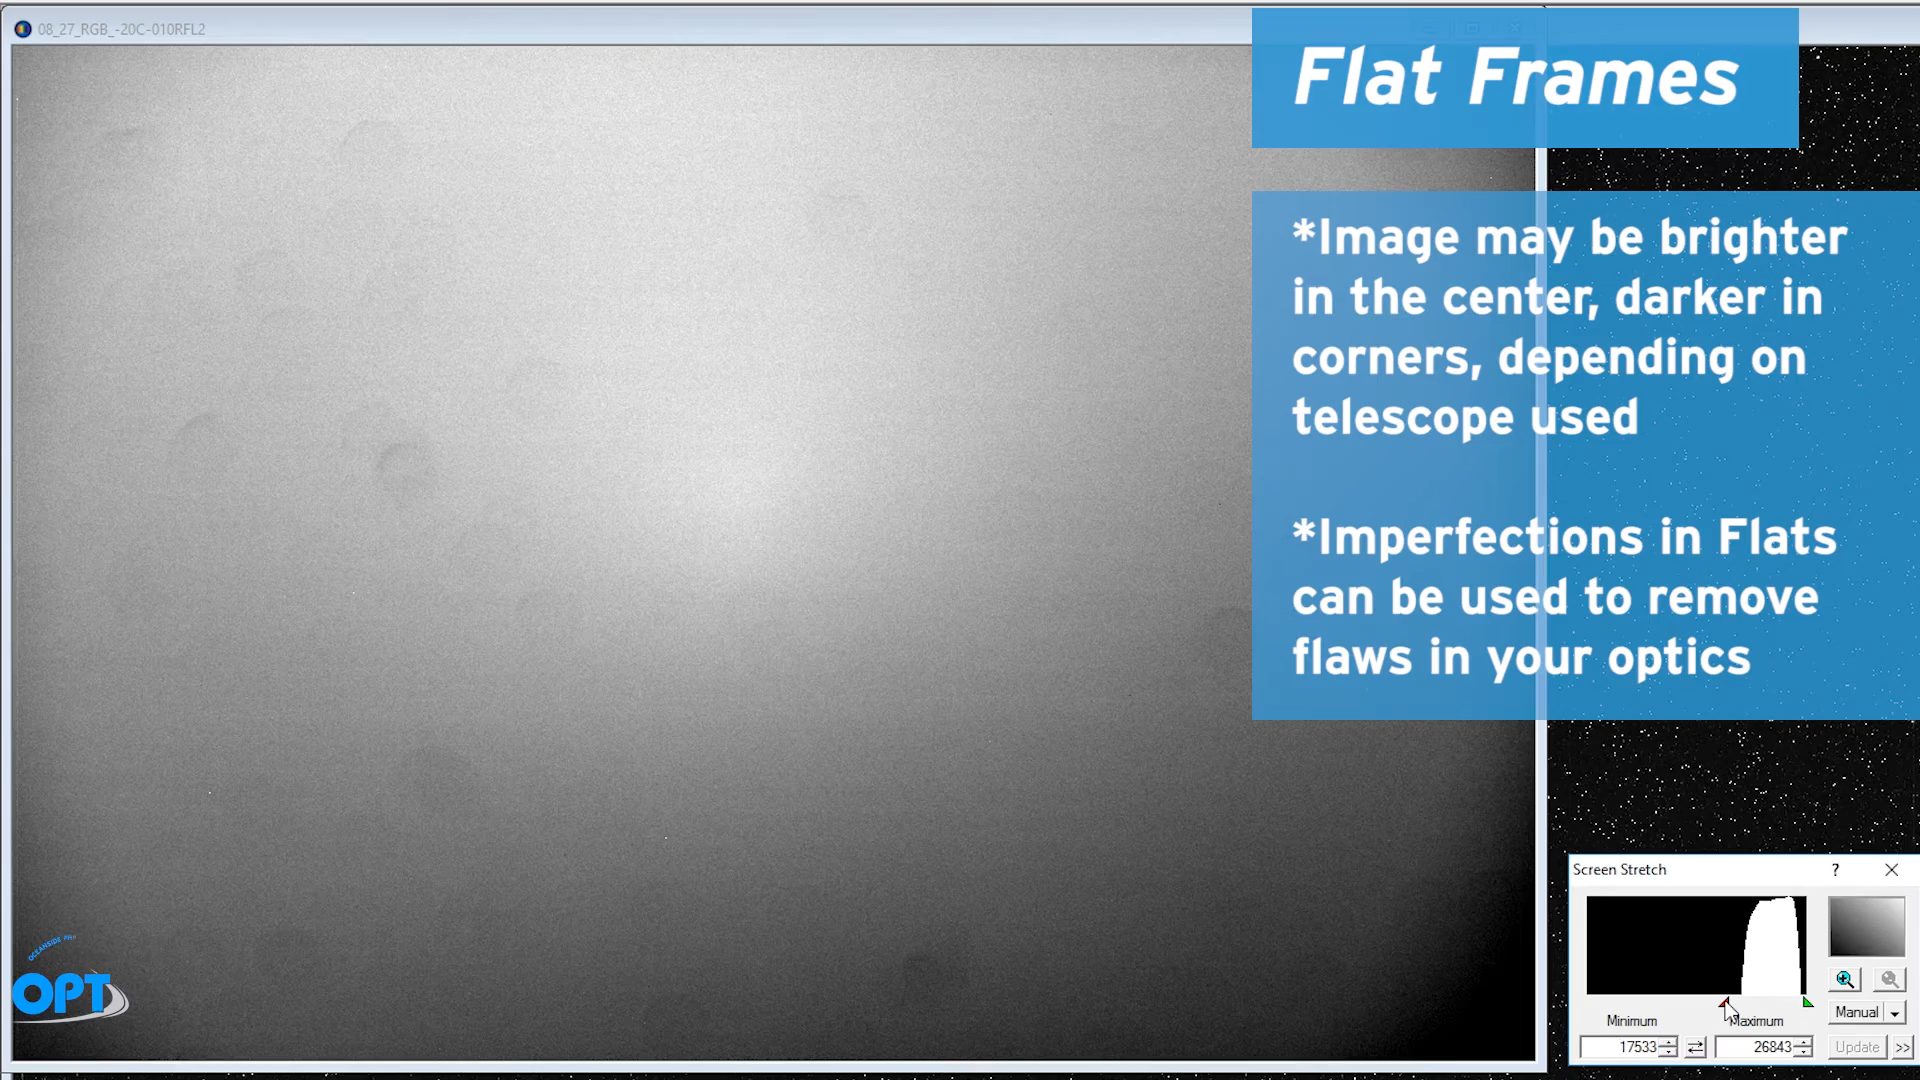 08_27_RGB_-20C-010RFL2
Flat Frames
*Image may be brighter
in the center, darker in
corners, depending on
telescope used
*Imperfections in Flats
can be used to remove
flaws in your optics
Screen Stretch
?
Manual
Minimum
Maximum
17533
26843
Update
>>
OPT